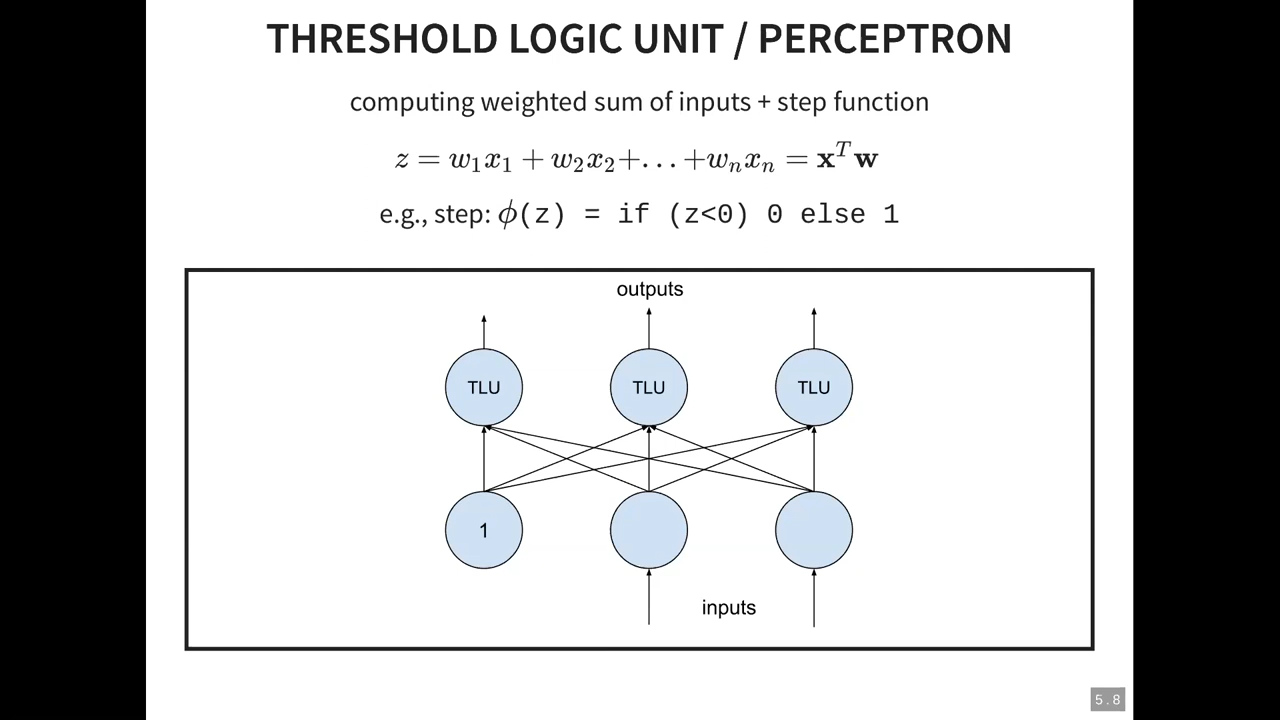 THRESHOLD LOGIC UNIT / PERCEPTRON
computing weighted sum of inputs + step function
z = w₁x₁ + w₂x₂+...+wₙxₙ = xᵀw
e.g., step: ϕ(z) = if (z<0) 0 else 1
outputs
TLU TLU TLU
1
inputs
5.8